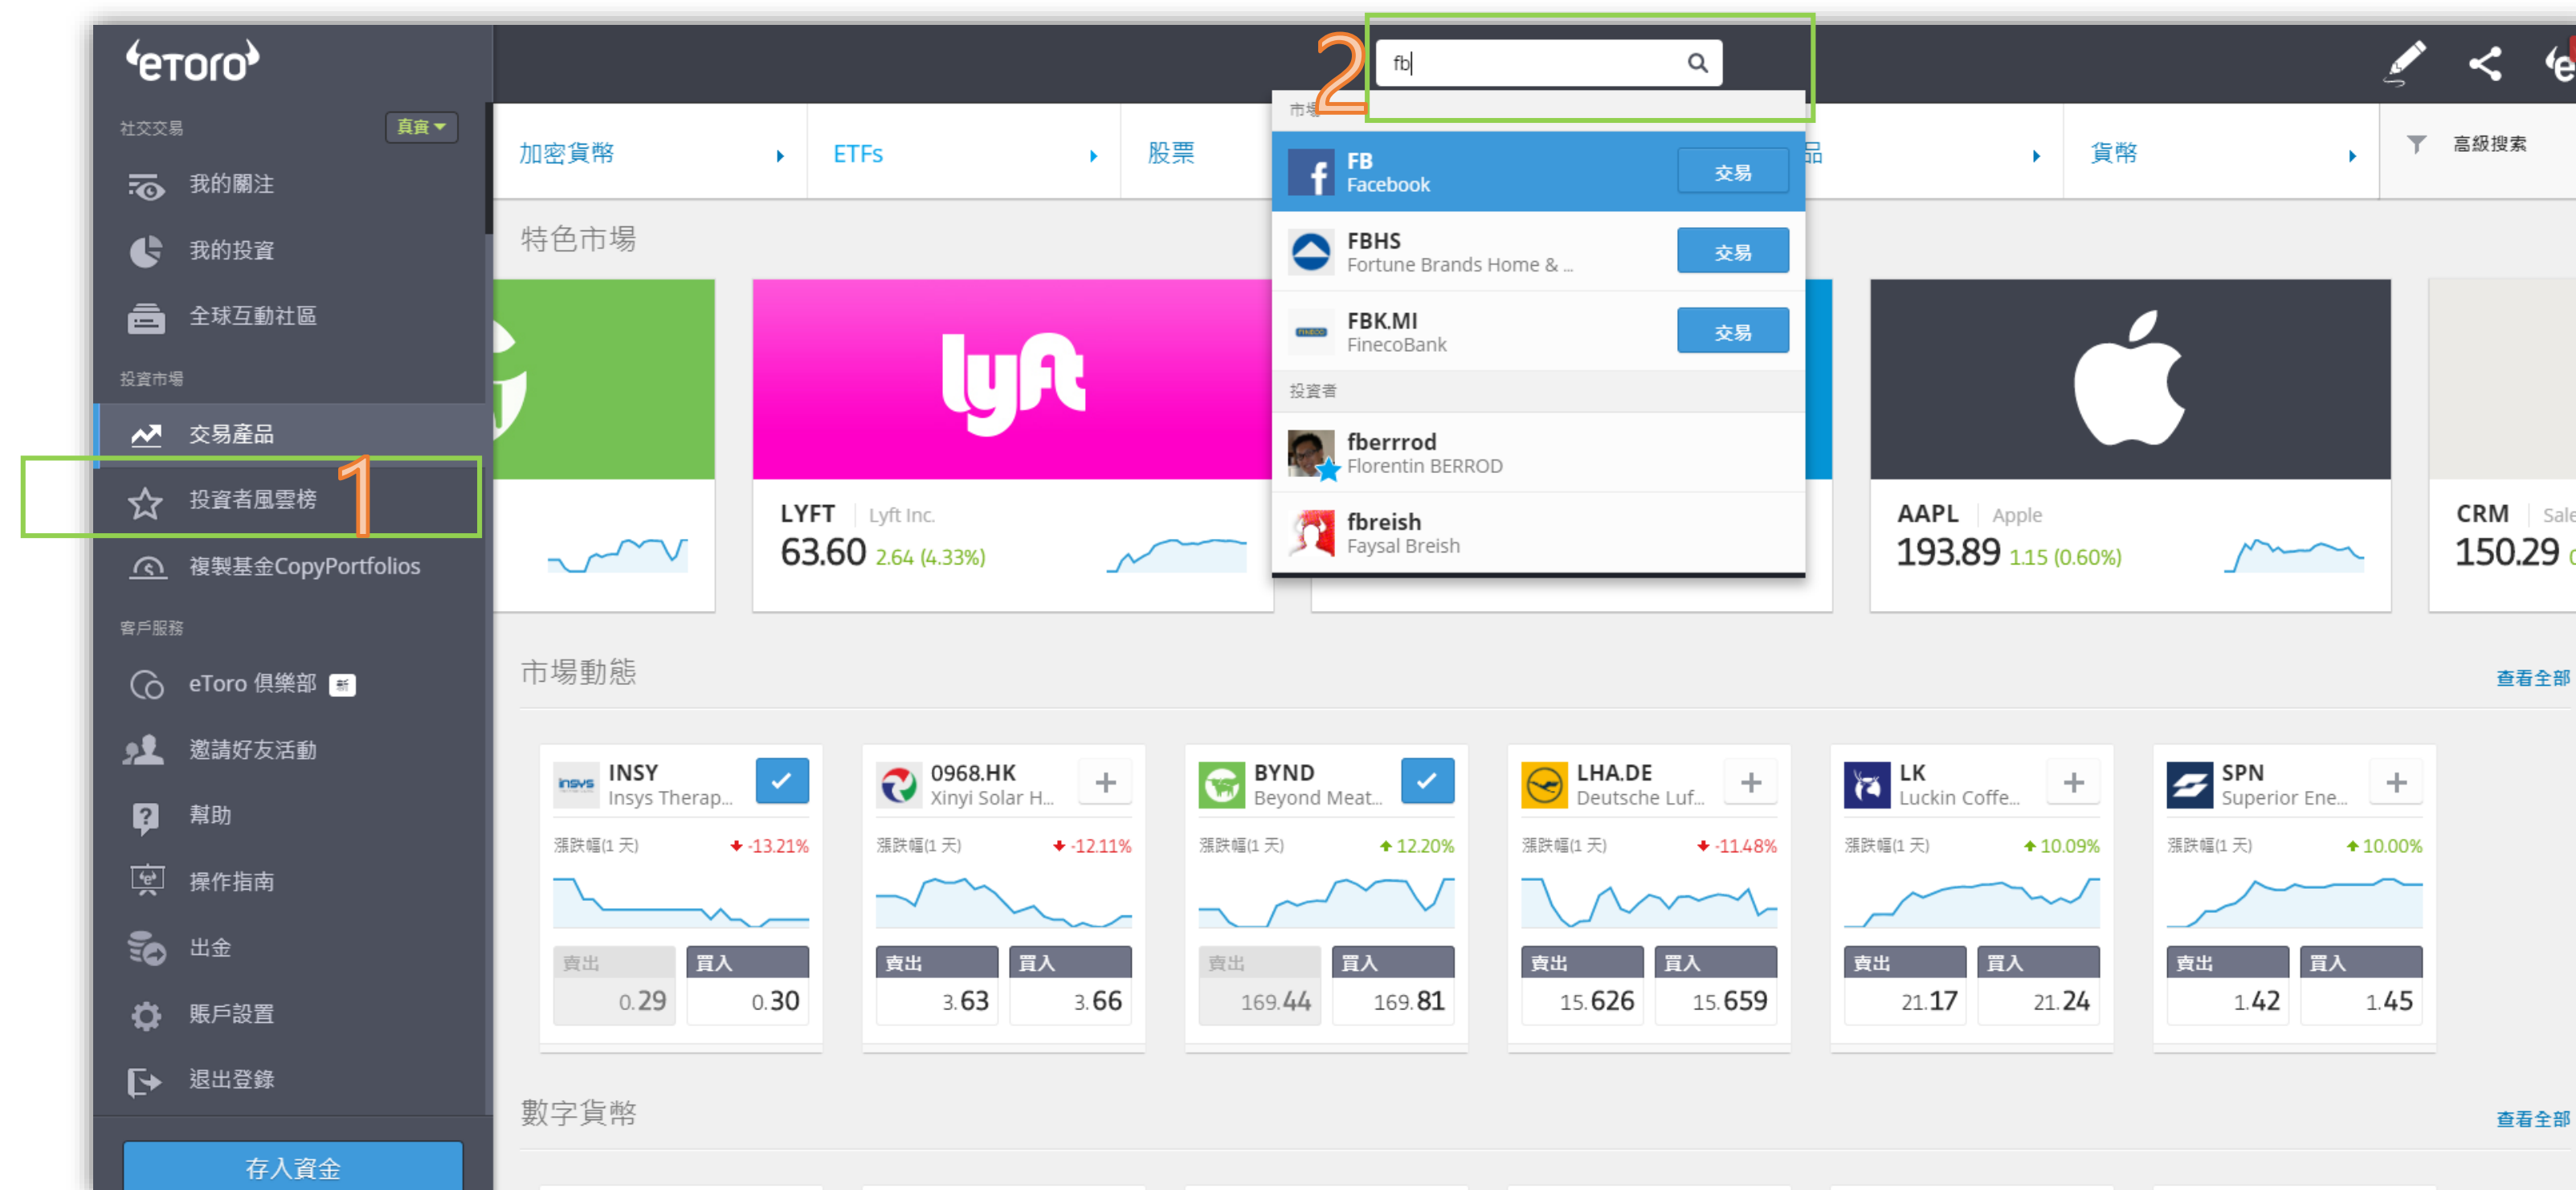 eToro
社交交易
真實
我的關注
我的投資
全球互動社區
投資市場
交易產品
1
投資者風雲榜
複製基金CopyPortfolios
客戶服務
eToro 俱樂部 新
邀請好友活動
幫助
操作指南
出金
賬戶設置
退出登錄
存入資金
2
fb
市場
FB
Facebook
交易
FBHS
Fortune Brands Home & ...
交易
FBK.MI
FINECO
FinecoBank
交易
投資者
fberrrod
Florentin BERROD
fbreish
Faysal Breish
加密貨幣
ETFs
股票
品
貨幣
高級搜索
特色市場
lyft
LYFT Lyft Inc.
63.60 2.64 (4.33%)
AAPL Apple
193.89 1.15 (0.60%)
CRM Sale
150.29
市場動態
查看全部
insys
INSY
Insys Therap...
漲跌幅(1 天) -13.21%
賣出 買入
0.29 0.30
0968.HK
Xinyi Solar H...
漲跌幅(1 天) -12.11%
賣出 買入
3.63 3.66
BYND
Beyond Meat...
漲跌幅(1 天) 12.20%
賣出 買入
169.44 169.81
LHA.DE
Deutsche Luf...
漲跌幅(1 天) -11.48%
賣出 買入
15.626 15.659
LK
Luckin Coffe...
漲跌幅(1 天) 10.09%
賣出 買入
21.17 21.24
SPN
Superior Ene...
漲跌幅(1 天) 10.00%
賣出 買入
1.42 1.45
數字貨幣
查看全部